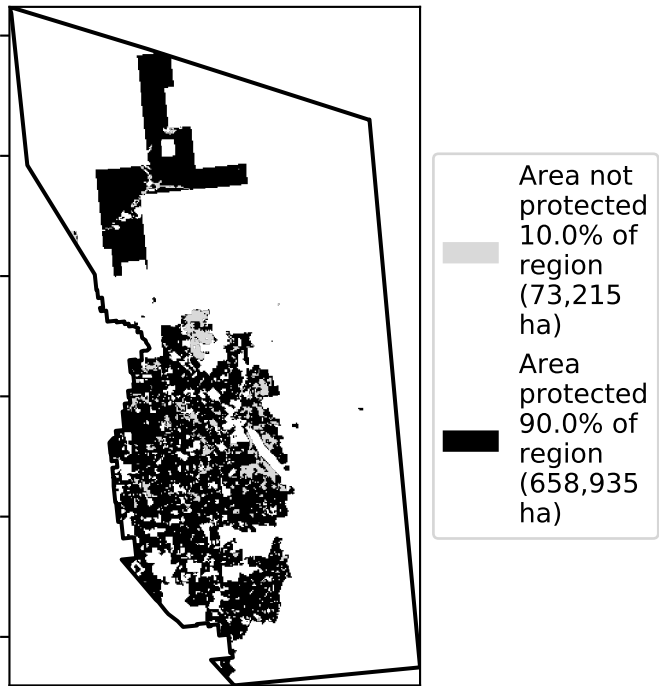 Area not
protected
10.0% of
region
(73,215
ha)
Area
protected
90.0% of
region
(658,935
ha)